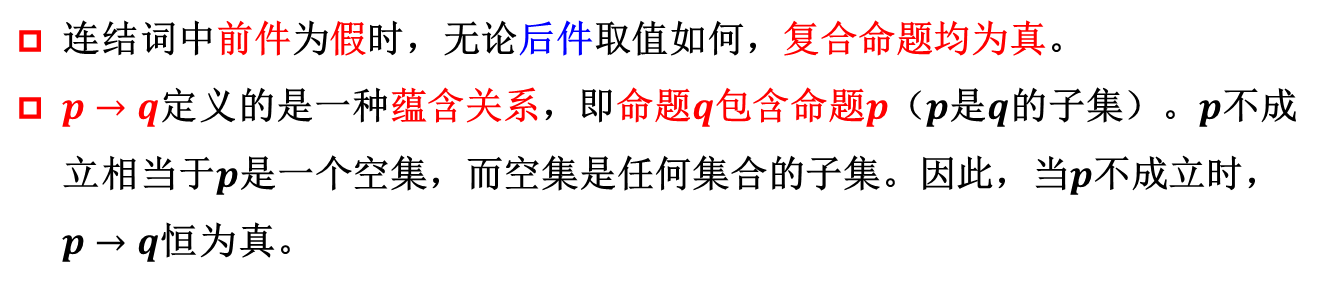 连结词中前件为假时，无论后件取值如何，复合命题均为真。
p → q定义的是一种蕴含关系，即命题q包含命题p（p是q的子集）。p不成
立相当于p是一个空集，而空集是任何集合的子集。因此，当p不成立时，
p → q恒为真。